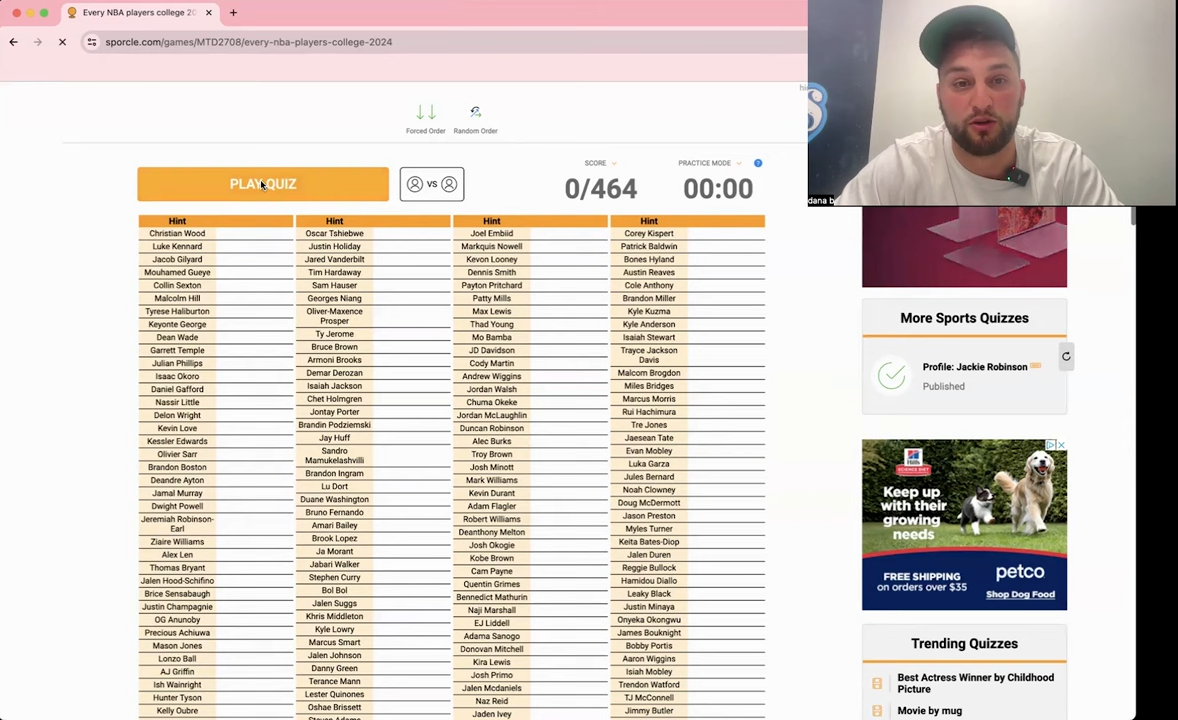 Every NBA players college 20
sporcle.com/games/MTD2708/every-nba-players-college-2024
Forced Order
Random Order
PLAY QUIZ
VS
SCORE
0/464
PRACTICE MODE
00:00
dana b
Hint
Christian Wood
Luke Kennard
Jacob Gilyard
Mouhamed Gueye
Collin Sexton
Malcolm Hill
Tyrese Haliburton
Keyonte George
Dean Wade
Garrett Temple
Julian Phillips
Isaac Okoro
Daniel Gafford
Nassir Little
Delon Wright
Kevin Love
Kessler Edwards
Olivier Sarr
Brandon Boston
Deandre Ayton
Jamal Murray
Dwight Powell
Jeremiah Robinson-
Earl
Ziaire Williams
Alex Len
Thomas Bryant
Jalen Hood-Schifino
Brice Sensabaugh
Justin Champagnie
OG Anunoby
Precious Achiuwa
Mason Jones
Lonzo Ball
AJ Griffin
Ish Wainright
Hunter Tyson
Kelly Oubre
Hint
Oscar Tshiebwe
Justin Holiday
Jared Vanderbilt
Tim Hardaway
Sam Hauser
Georges Niang
Oliver-Maxence
Prosper
Ty Jerome
Bruce Brown
Armoni Brooks
Demar Derozan
Isaiah Jackson
Chet Holmgren
Jontay Porter
Brandin Podziemski
Jay Huff
Sandro
Mamukelashvilli
Brandon Ingram
Lu Dort
Duane Washington
Bruno Fernando
Amari Bailey
Brook Lopez
Ja Morant
Jabari Walker
Stephen Curry
Bol Bol
Jalen Suggs
Khris Middleton
Kyle Lowry
Marcus Smart
Jalen Johnson
Danny Green
Terance Mann
Lester Quinones
Oshae Brissett
Steven Adams
Hint
Joel Embiid
Markquis Nowell
Kevon Looney
Dennis Smith
Payton Pritchard
Patty Mills
Max Lewis
Thad Young
Mo Bamba
JD Davidson
Cody Martin
Andrew Wiggins
Jordan Walsh
Chuma Okeke
Jordan McLaughlin
Duncan Robinson
Alec Burks
Troy Brown
Josh Minott
Mark Williams
Kevin Durant
Adam Flagler
Robert Williams
Deanthony Melton
Josh Okogie
Kobe Brown
Cam Payne
Quentin Grimes
Bennedict Mathurin
Naji Marshall
EJ Liddell
Adama Sanogo
Donovan Mitchell
Kira Lewis
Josh Primo
Jalen Mcdaniels
Naz Reid
Jaden Ivey
Hint
Corey Kispert
Patrick Baldwin
Bones Hyland
Austin Reaves
Cole Anthony
Brandon Miller
Kyle Kuzma
Kyle Anderson
Isaiah Stewart
Trayce Jackson
Davis
Malcom Brogdon
Miles Bridges
Marcus Morris
Rui Hachimura
Tre Jones
Jaesean Tate
Evan Mobley
Luka Garza
Jules Bernard
Noah Clowney
Doug McDermott
Jason Preston
Myles Turner
Keita Bates-Diop
Jalen Duren
Reggie Bullock
Hamidou Diallo
Leaky Black
Justin Minaya
Onyeka Okongwu
James Bouknight
Bobby Portis
Aaron Wiggins
Isiah Mobley
Trendon Watford
TJ McConnell
Jimmy Butler
More Sports Quizzes
Profile: Jackie Robinson
Published
Hill's
SCIENCE DIET
Keep up
with their
growing
needs
FREE SHIPPING
on orders over $35
petco
Shop Dog Food
Trending Quizzes
Best Actress Winner by Childhood
Picture
Movie by mug